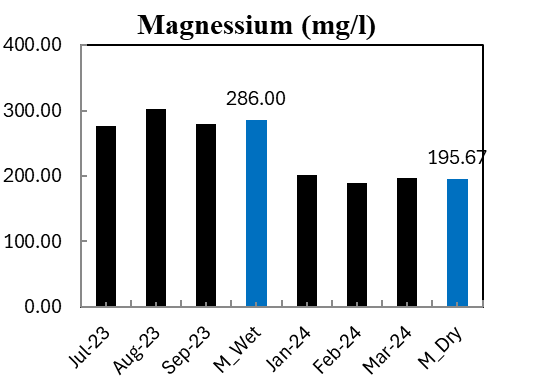 Magnessium (mg/l)
400.00
300.00
200.00
100.00
0.00
286.00
195.67
Jul-23
Aug-23
Sep-23
M_Wet
Jan-24
Feb-24
Mar-24
M_Dry